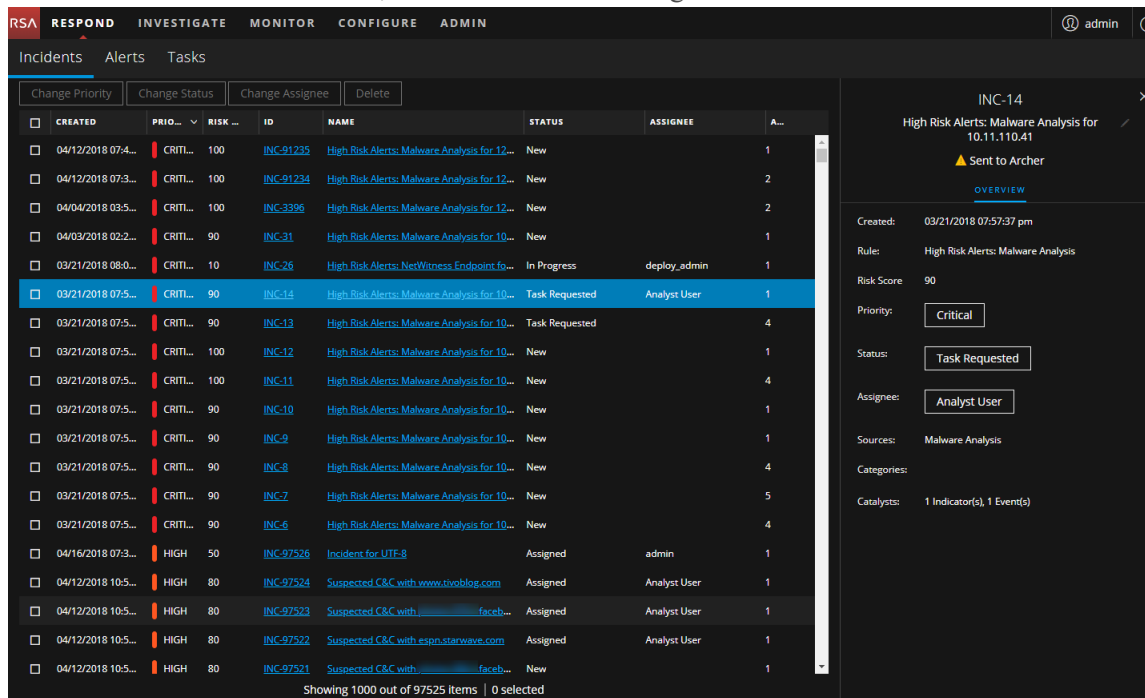 RSA RESPOND INVESTIGATE MONITOR CONFIGURE ADMIN admin
Incidents Alerts Tasks
Change Priority Change Status Change Assignee Delete
CREATED PRIO... RISK ... ID NAME STATUS ASSIGNEE A...
04/12/2018 07:4... CRITI... 100 INC-91235 High Risk Alerts: Malware Analysis for 12... New 1
04/12/2018 07:3... CRITI... 100 INC-91234 High Risk Alerts: Malware Analysis for 12... New 2
04/04/2018 03:5... CRITI... 100 INC-3396 High Risk Alerts: Malware Analysis for 12... New 2
04/03/2018 02:2... CRITI... 90 INC-31 High Risk Alerts: Malware Analysis for 10... New 1
03/21/2018 08:0... CRITI... 10 INC-26 High Risk Alerts: NetWitness Endpoint fo... In Progress deploy_admin 1
03/21/2018 07:5... CRITI... 90 INC-14 High Risk Alerts: Malware Analysis for 10... Task Requested Analyst User 1
03/21/2018 07:5... CRITI... 90 INC-13 High Risk Alerts: Malware Analysis for 10... Task Requested 4
03/21/2018 07:5... CRITI... 100 INC-12 High Risk Alerts: Malware Analysis for 10... New 1
03/21/2018 07:5... CRITI... 100 INC-11 High Risk Alerts: Malware Analysis for 10... New 4
03/21/2018 07:5... CRITI... 90 INC-10 High Risk Alerts: Malware Analysis for 10... New 1
03/21/2018 07:5... CRITI... 90 INC-9 High Risk Alerts: Malware Analysis for 10... New 1
03/21/2018 07:5... CRITI... 90 INC-8 High Risk Alerts: Malware Analysis for 10... New 4
03/21/2018 07:5... CRITI... 90 INC-7 High Risk Alerts: Malware Analysis for 10... New 5
03/21/2018 07:5... CRITI... 90 INC-6 High Risk Alerts: Malware Analysis for 10... New 4
04/16/2018 07:3... HIGH 50 INC-97526 Incident for UTF-8 Assigned admin 1
04/12/2018 10:5... HIGH 80 INC-97524 Suspected C&C with www.tivoblog.com Assigned Analyst User 1
04/12/2018 10:5... HIGH 80 INC-97523 Suspected C&C with faceb... Assigned Analyst User 1
04/12/2018 10:5... HIGH 80 INC-97522 Suspected C&C with espn.starwave.com Assigned Analyst User 1
04/12/2018 10:5... HIGH 80 INC-97521 Suspected C&C with faceb... New 1
Showing 1000 out of 97525 items | 0 selected
INC-14
High Risk Alerts: Malware Analysis for
10.11.110.41
Sent to Archer
OVERVIEW
Created: 03/21/2018 07:57:37 pm
Rule: High Risk Alerts: Malware Analysis
Risk Score 90
Priority: Critical
Status: Task Requested
Assignee: Analyst User
Sources: Malware Analysis
Categories:
Catalysts: 1 Indicator(s), 1 Event(s)